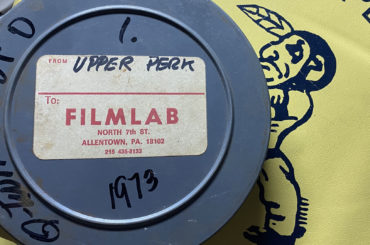 1.
FROM UPPER PERK
To:
FILMLAB
NORTH 7th ST.
ALLENTOWN, PA. 18102
215 435-8133
1973